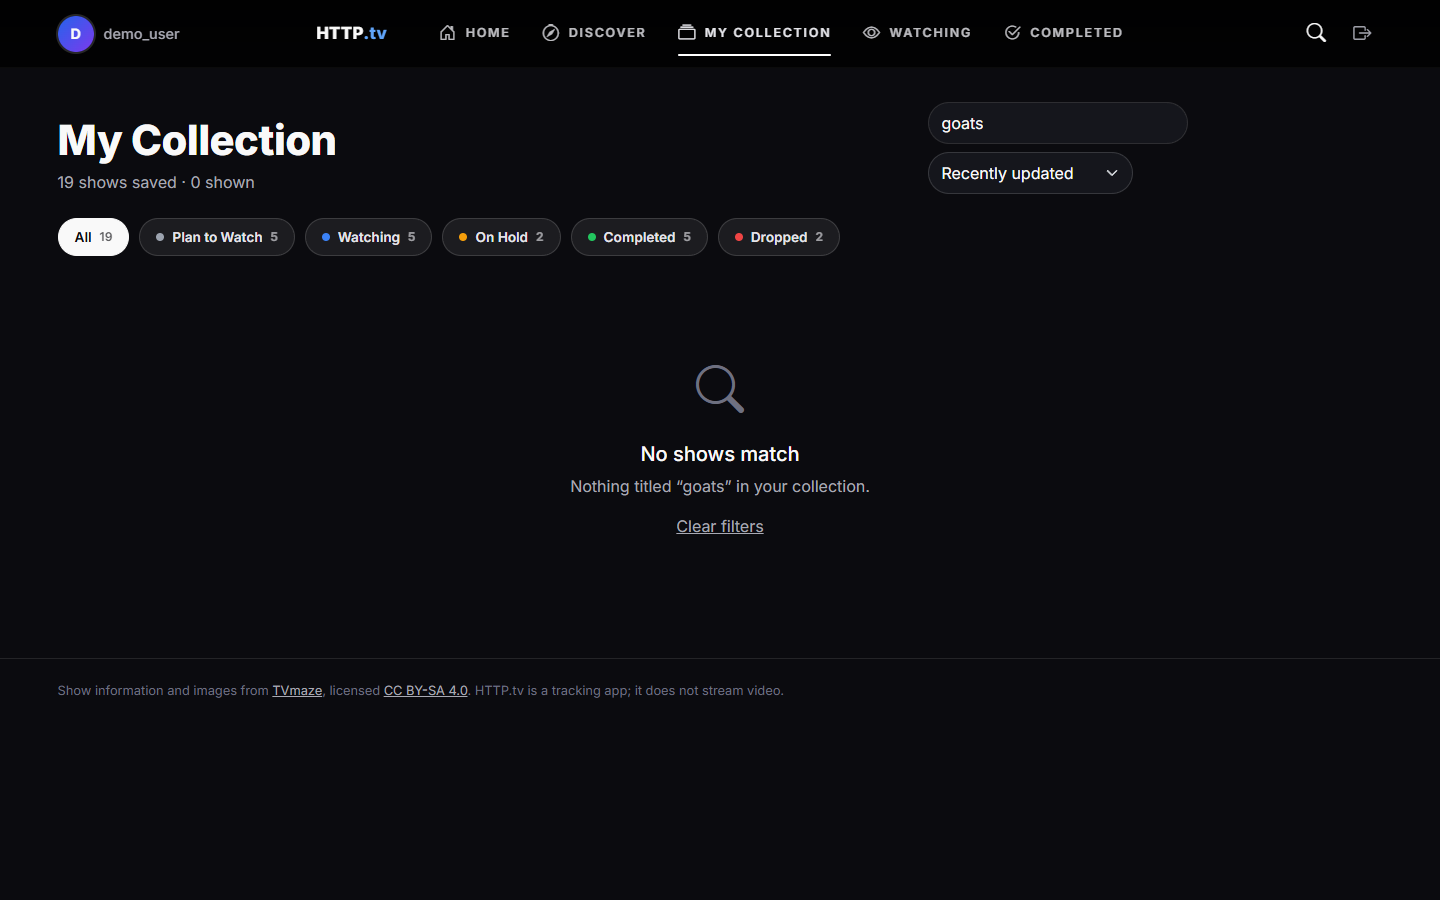 D demo_user
HTTP.tv
HOME
DISCOVER
MY COLLECTION
WATCHING
COMPLETED
My Collection
19 shows saved · 0 shown
goats
Recently updated
All 19
Plan to Watch 5
Watching 5
On Hold 2
Completed 5
Dropped 2
No shows match
Nothing titled “goats” in your collection.
Clear filters
Show information and images from TVmaze, licensed CC BY-SA 4.0. HTTP.tv is a tracking app; it does not stream video.